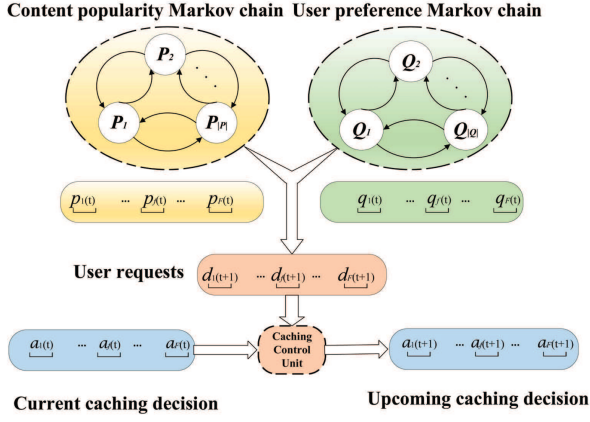 Content popularity Markov chain User preference Markov chain
P2 Q2
P1 P|P| Q1 Q|Q|
p1(t) ... pf(t) ... pF(t) q1(t) ... qf(t) ... qF(t)
User requests d1(t+1) ... df(t+1) ... dF(t+1)
Caching
Control
Unit
a1(t) ... af(t) ... aF(t) a1(t+1) ... af(t+1) ... aF(t+1)
Current caching decision Upcoming caching decision